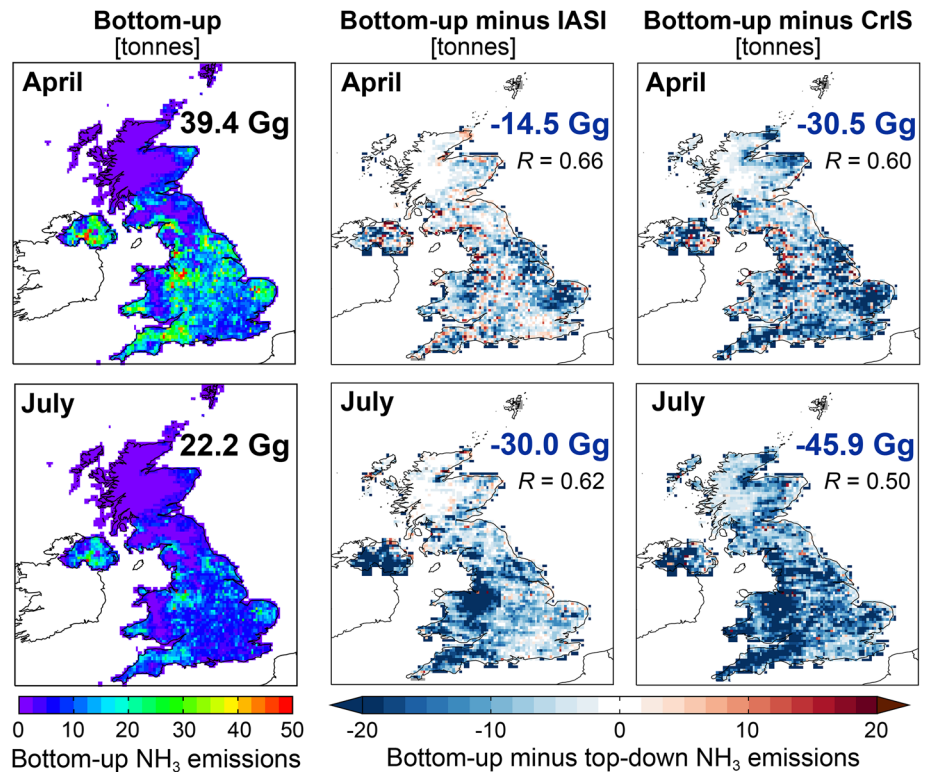 Bottom-up
[tonnes]
Bottom-up minus IASI
[tonnes]
Bottom-up minus CrIS
[tonnes]
April
39.4 Gg
April
-14.5 Gg
R = 0.66
April
-30.5 Gg
R = 0.60
July
22.2 Gg
July
-30.0 Gg
R = 0.62
July
-45.9 Gg
R = 0.50
0 10 20 30 40 50
Bottom-up NH₃ emissions
-20 -10 0 10 20
Bottom-up minus top-down NH₃ emissions